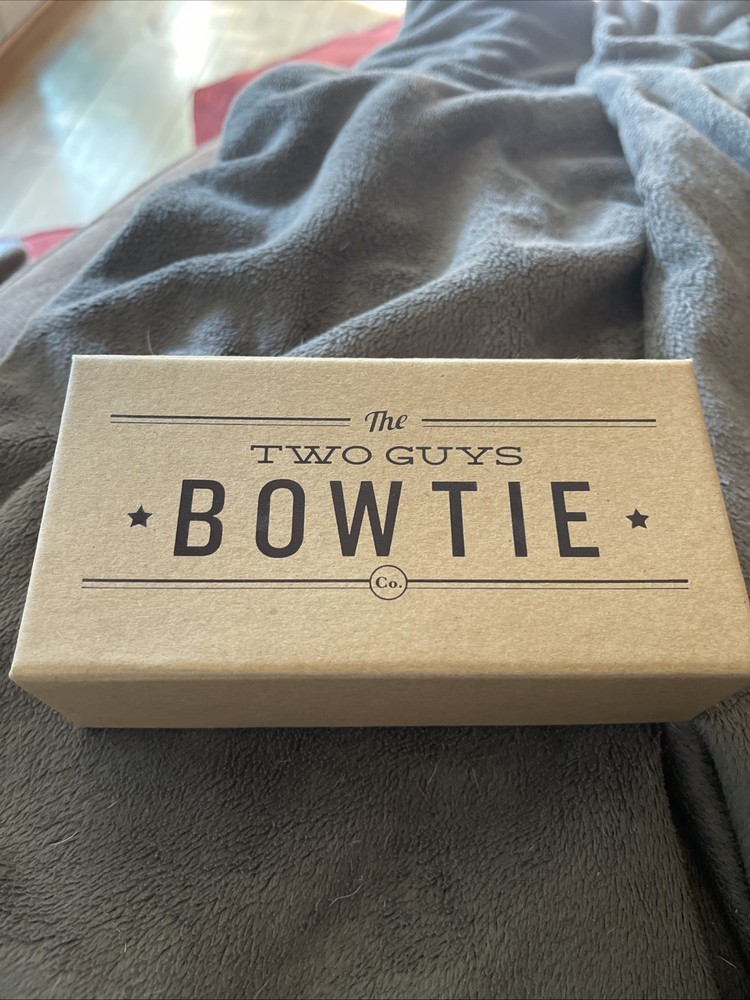 The
TWO GUYS
BOWTIE
Co.